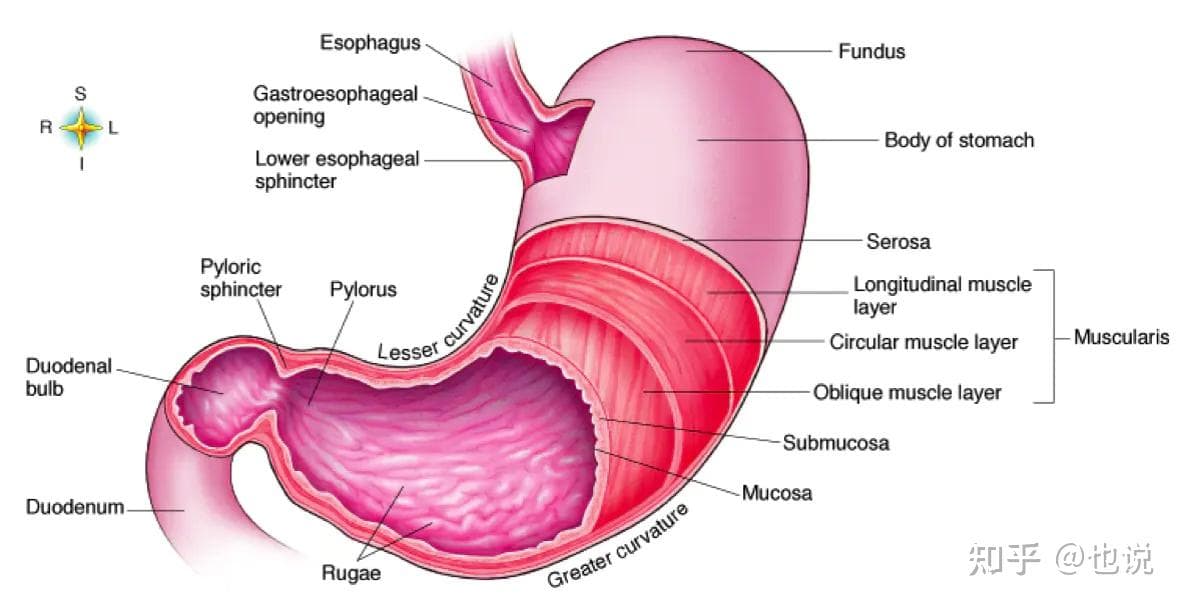 Esophagus
Fundus
S
R
L
I
Gastroesophageal
opening
Body of stomach
Lower esophageal
sphincter
Serosa
Pyloric
sphincter
Pylorus
Lesser curvature
Longitudinal muscle
layer
Circular muscle layer
Muscularis
Duodenal
bulb
Oblique muscle layer
Submucosa
Mucosa
Duodenum
Greater curvature
Rugae
知乎 @也说